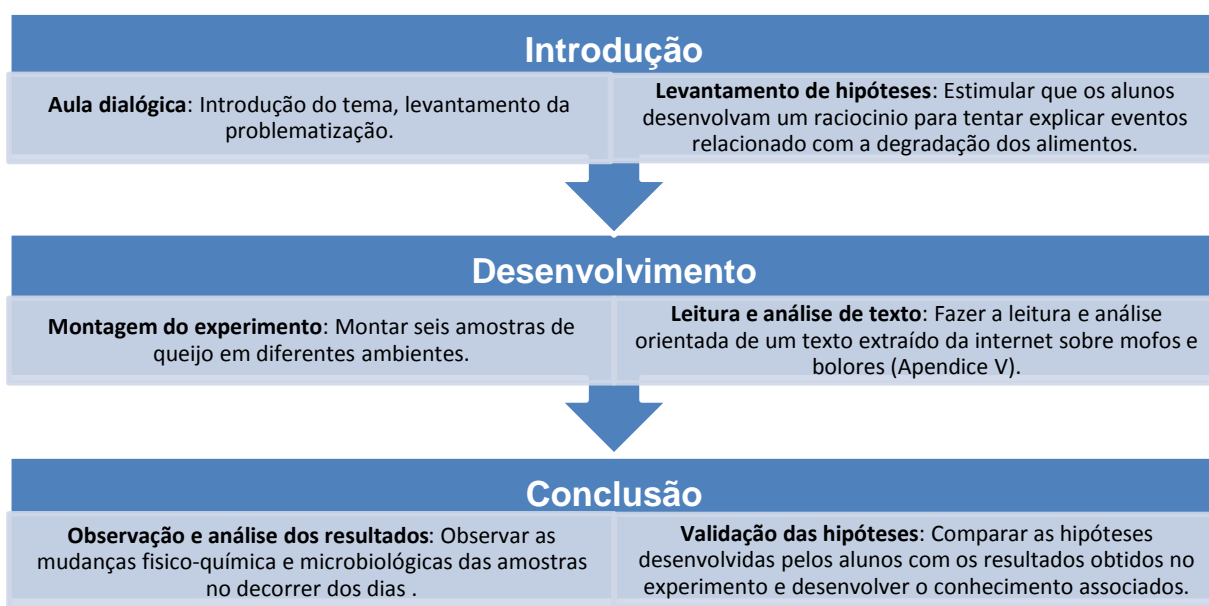 Introdução
Aula dialógica: Introdução do tema, levantamento da
problematização.
Levantamento de hipóteses: Estimular que os alunos
desenvolvam um raciocinio para tentar explicar eventos
relacionado com a degradação dos alimentos.
Desenvolvimento
Montagem do experimento: Montar seis amostras de
queijo em diferentes ambientes.
Leitura e análise de texto: Fazer a leitura e análise
orientada de um texto extraído da internet sobre mofos e
bolores (Apendice V).
Conclusão
Observação e análise dos resultados: Observar as
mudanças fisico-química e microbiológicas das amostras
no decorrer dos dias .
Validação das hipóteses: Comparar as hipóteses
desenvolvidas pelos alunos com os resultados obtidos no
experimento e desenvolver o conhecimento associados.